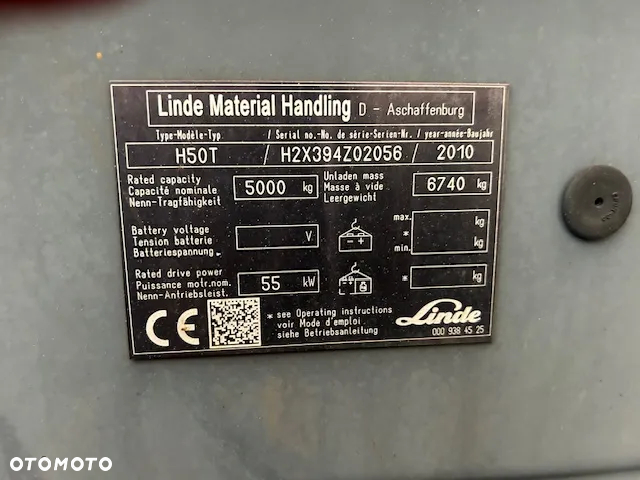 Linde Material Handling D - Aschaffenburg
Type-Modèle-Typ / Serial no.-No. de série-Serien-Nr. / year-année-Baujahr
H50T / H2X394Z02056 / 2010
Rated capacity
Capacité nominale
Nenn-Tragfähigkeit
5000 kg
Unladen mass
Masse à vide
Leergewicht
6740 kg
Battery voltage
Tension batterie
Batteriespannung
V
max. kg
*
min. kg
Rated drive power
Puissance motr.nom.
Nenn-Antriebsleist.
55 kW
* kg
CE
* see Operating instructions
voir Mode d'emploi
siehe Betriebsanleitung
Linde
000 938 45 25
OTOMOTO